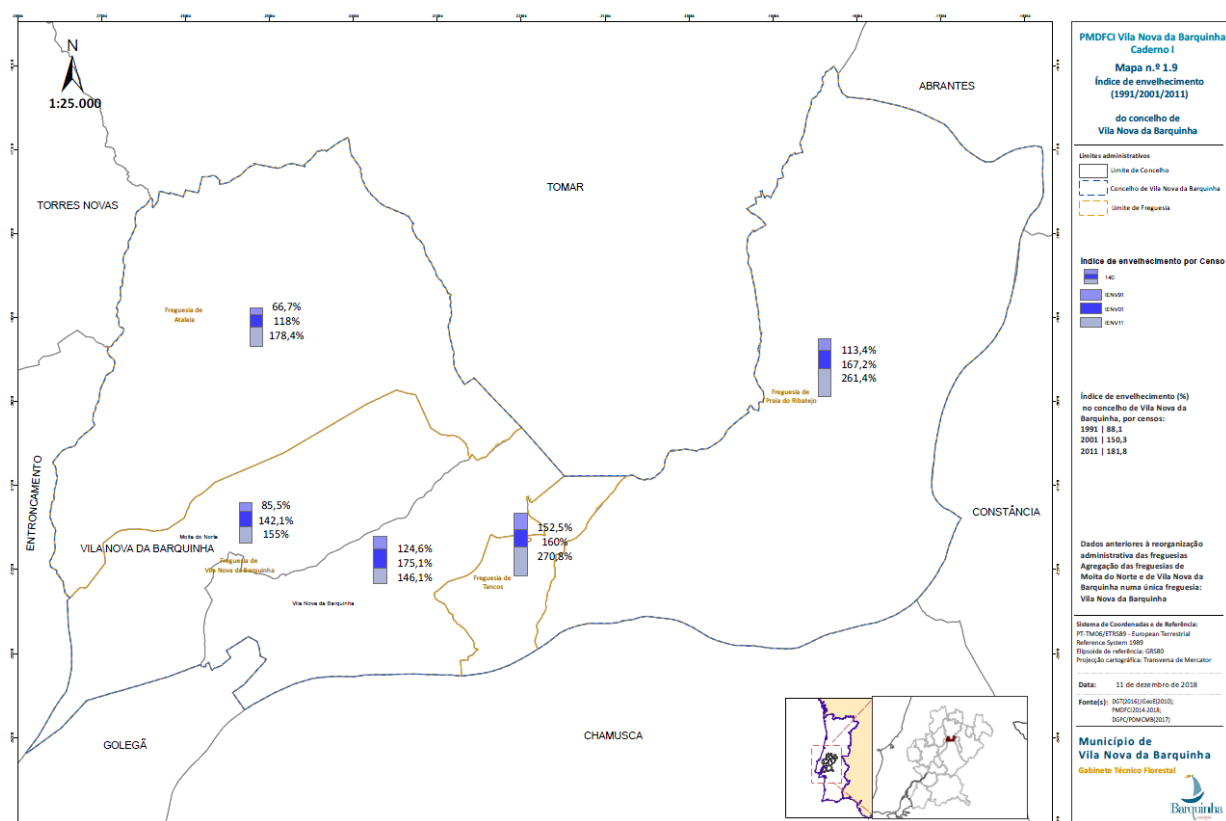 N
1:25.000
ABRANTES
TOMAR
TORRES NOVAS
Freguesia de
Atalaia
66,7%
118%
178,4%
113,4%
167,2%
261,4%
Freguesia de
Praia do Ribatejo
ENTRONCAMENTO
85,5%
142,1%
155%
Moita do Norte
VILA NOVA DA BARQUINHA
Freguesia de
Vila Nova da Barquinha
124,6%
175,1%
146,1%
Vila Nova da Barquinha
152,5%
160%
270,8%
Freguesia de
Tancos
CONSTÂNCIA
GOLEGÃ
CHAMUSCA
PMDFCI Vila Nova da Barquinha
Caderno I
Mapa n.º 1.9
Índice de envelhecimento
(1991/2001/2011)
do concelho de
Vila Nova da Barquinha
Limites administrativos
Limite de Concelho
Concelho de Vila Nova da Barquinha
Limite de Freguesia
Índice de envelhecimento por Censo
140
IENV91
IENV01
IENV11
Índice de envelhecimento (%)
no concelho de Vila Nova da
Barquinha, por censos:
1991 | 88,1
2001 | 150,3
2011 | 181,8
Dados anteriores à reorganização
administrativa das freguesias
Agregação das freguesias de
Moita do Norte e de Vila Nova da
Barquinha numa única freguesia:
Vila Nova da Barquinha
Sistema de Coordenadas e de Referência:
PT-TM06/ETRS89 - European Terrestrial
Reference System 1989
Elipsoide de referência: GRS80
Projecção cartográfica: Transversa de Mercator
Data: 11 de dezembro de 2018
Fonte(s): DGT(2016);IGeoE(2010);
PMDFCI2014-2018;
DGPC/PDMCMB(2017)
Município de
Vila Nova da Barquinha
Gabinete Técnico Florestal
Barquinha